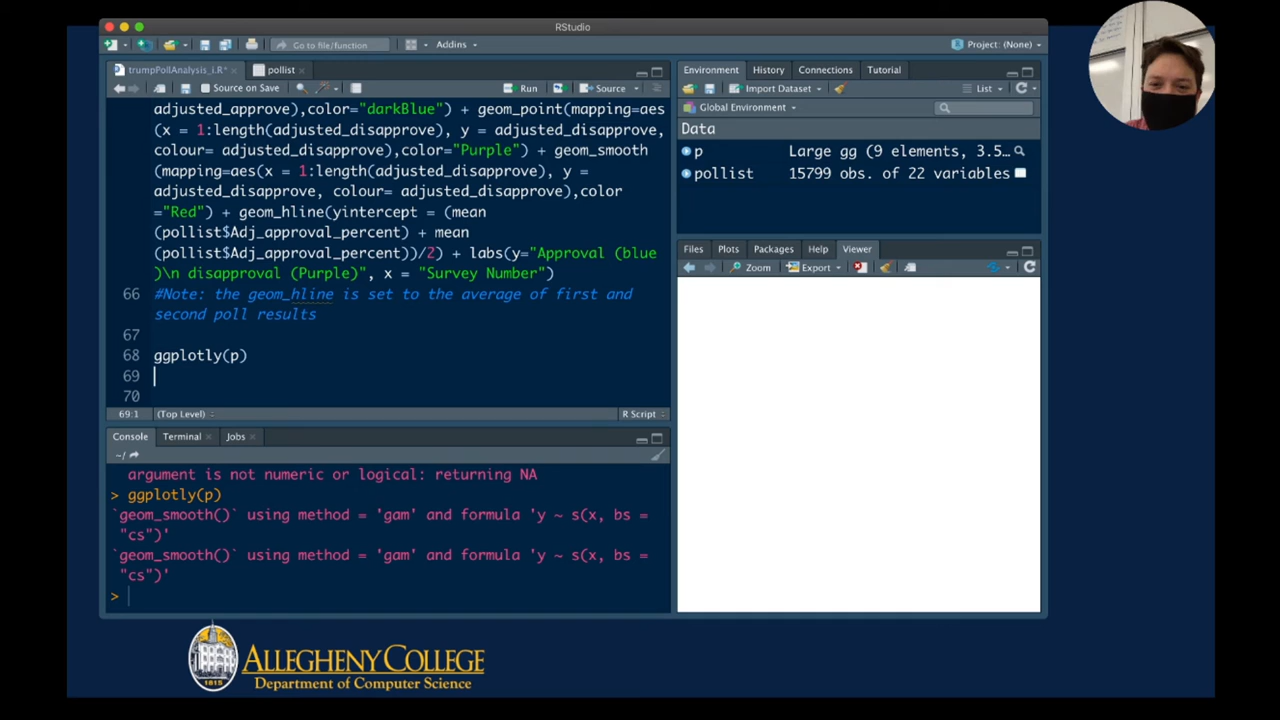 RStudio
Go to file/function
Addins
Project: (None)
trumpPollAnalysis_i.R*
pollist
Source on Save
Run
Source
adjusted_approve),color="darkBlue") + geom_point(mapping=aes
(x = 1:length(adjusted_disapprove), y = adjusted_disapprove,
colour= adjusted_disapprove),color="Purple") + geom_smooth
(mapping=aes(x = 1:length(adjusted_disapprove), y =
adjusted_disapprove, colour= adjusted_disapprove),color
="Red") + geom_hline(yintercept = (mean
(pollist$Adj_approval_percent) + mean
(pollist$Adj_approval_percent))/2) + labs(y="Approval (blue
)\n disapproval (Purple)", x = "Survey Number")
66 #Note: the geom_hline is set to the average of first and
second poll results
67
68 ggplotly(p)
69
70
69:1 (Top Level) R Script
Console Terminal Jobs
~/
argument is not numeric or logical: returning NA
> ggplotly(p)
`geom_smooth()` using method = 'gam' and formula 'y ~ s(x, bs =
"cs")'
`geom_smooth()` using method = 'gam' and formula 'y ~ s(x, bs =
"cs")'
>
Environment History Connections Tutorial
Import Dataset
List
Global Environment
Data
p Large gg (9 elements, 3.5…
pollist 15799 obs. of 22 variables
Files Plots Packages Help Viewer
Zoom Export
1815
ALLEGHENY COLLEGE
Department of Computer Science